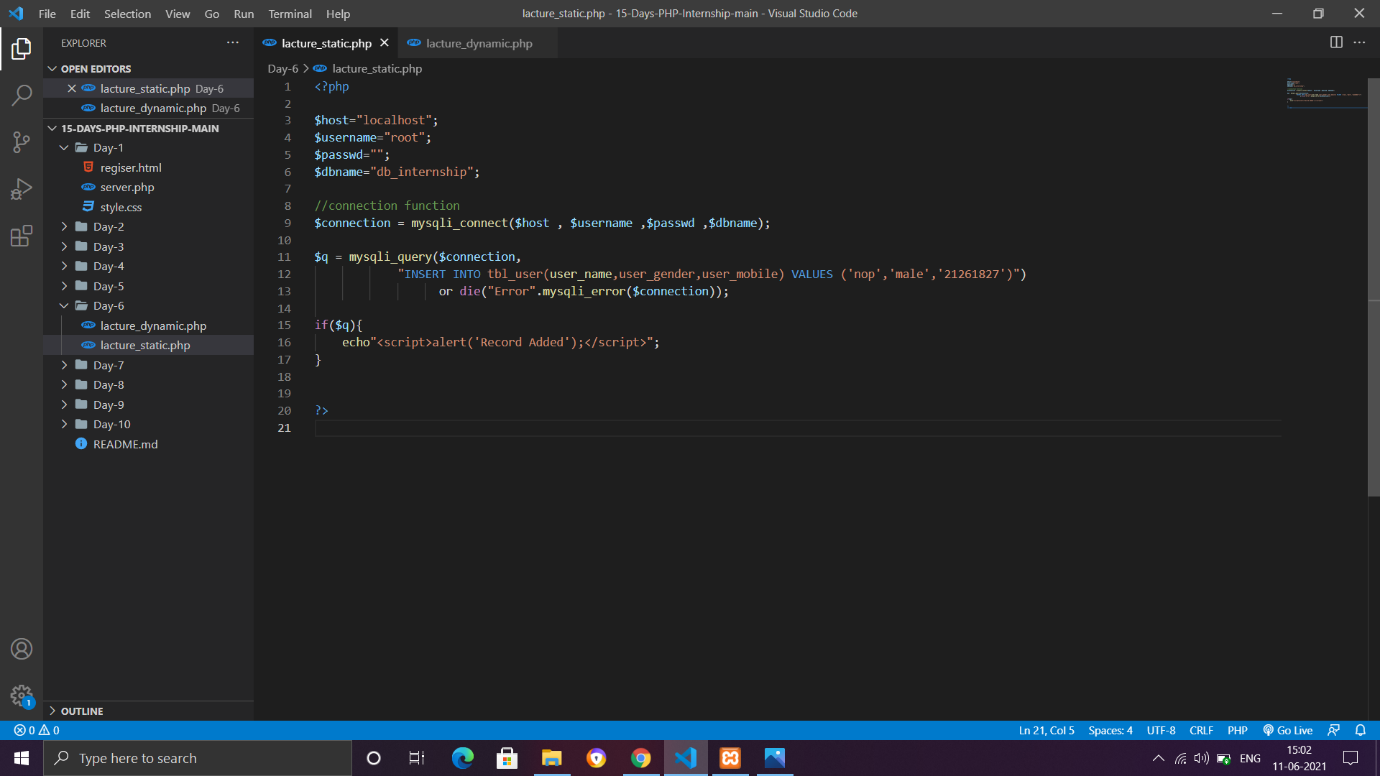 File Edit Selection View Go Run Terminal Help
lacture_static.php - 15-Days-PHP-Internship-main - Visual Studio Code
EXPLORER
OPEN EDITORS
lacture_static.php Day-6
lacture_dynamic.php Day-6
15-DAYS-PHP-INTERNSHIP-MAIN
Day-1
regiser.html
server.php
style.css
Day-2
Day-3
Day-4
Day-5
Day-6
lacture_dynamic.php
lacture_static.php
Day-7
Day-8
Day-9
Day-10
README.md
OUTLINE
lacture_static.php
lacture_dynamic.php
Day-6 > lacture_static.php
1 <?php
2
3 $host="localhost";
4 $username="root";
5 $passwd="";
6 $dbname="db_internship";
7
8 //connection function
9 $connection = mysqli_connect($host , $username ,$passwd ,$dbname);
10
11 $q = mysqli_query($connection,
12 "INSERT INTO tbl_user(user_name,user_gender,user_mobile) VALUES ('nop','male','21261827')")
13 or die("Error".mysqli_error($connection));
14
15 if($q){
16 echo"<script>alert('Record Added');</script>";
17 }
18
19
20 ?>
21
1
0 0
Ln 21, Col 5 Spaces: 4 UTF-8 CRLF PHP Go Live
Type here to search
ENG
15:02
11-06-2021